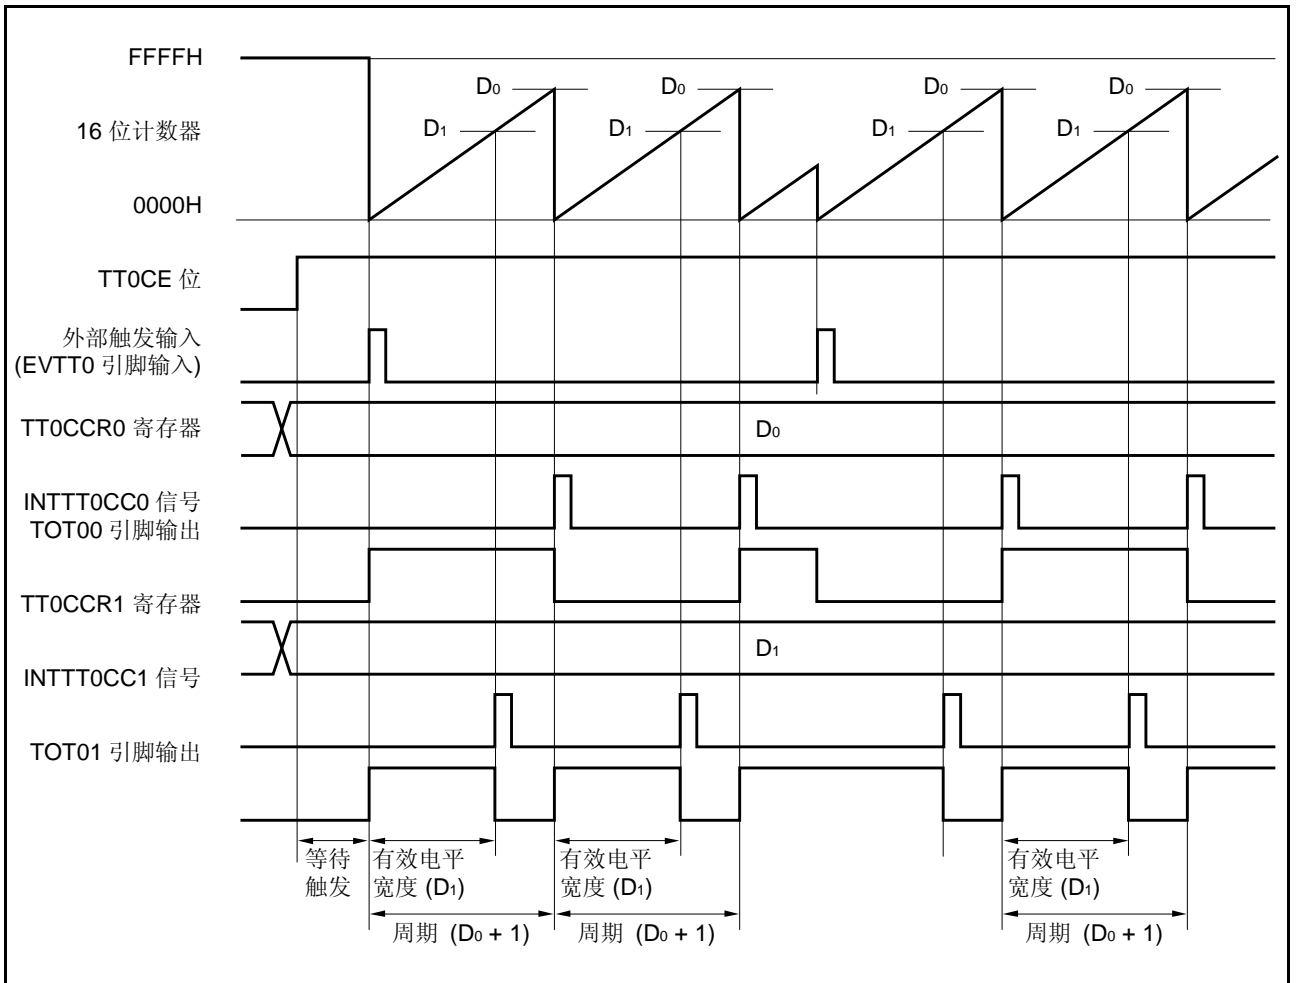 FFFFH
D0 D0 D0 D0
16 位计数器 D1 D1 D1 D1
0000H
TT0CE 位
外部触发输入
(EVTT0 引脚输入)
TT0CCR0 寄存器 D0
INTTT0CC0 信号
TOT00 引脚输出
TT0CCR1 寄存器
D1
INTTT0CC1 信号
TOT01 引脚输出
等待 有效电平 有效电平 有效电平
触发 宽度 (D1) 宽度 (D1) 宽度 (D1)
周期 (D0 + 1) 周期 (D0 + 1) 周期 (D0 + 1)